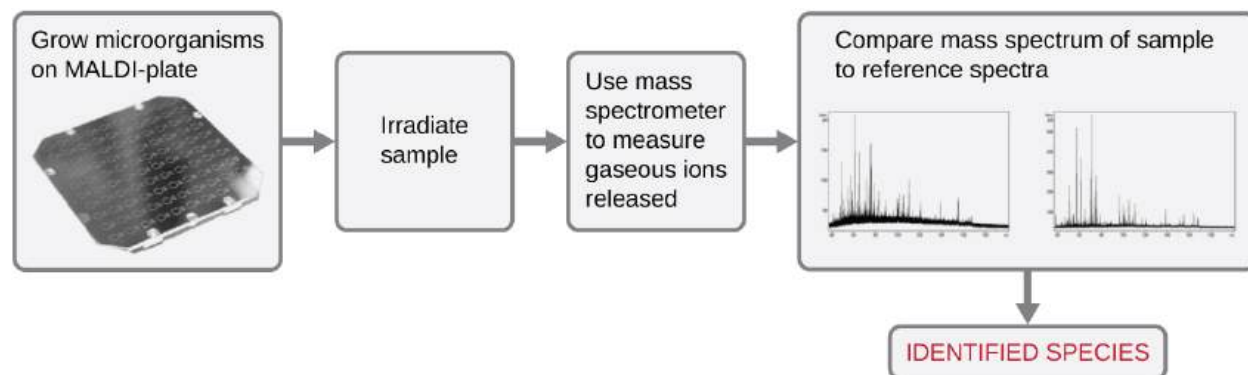 Grow microorganisms
on MALDI-plate
Irradiate
sample
Use mass
spectrometer
to measure
gaseous ions
released
Compare mass spectrum of sample
to reference spectra
IDENTIFIED SPECIES